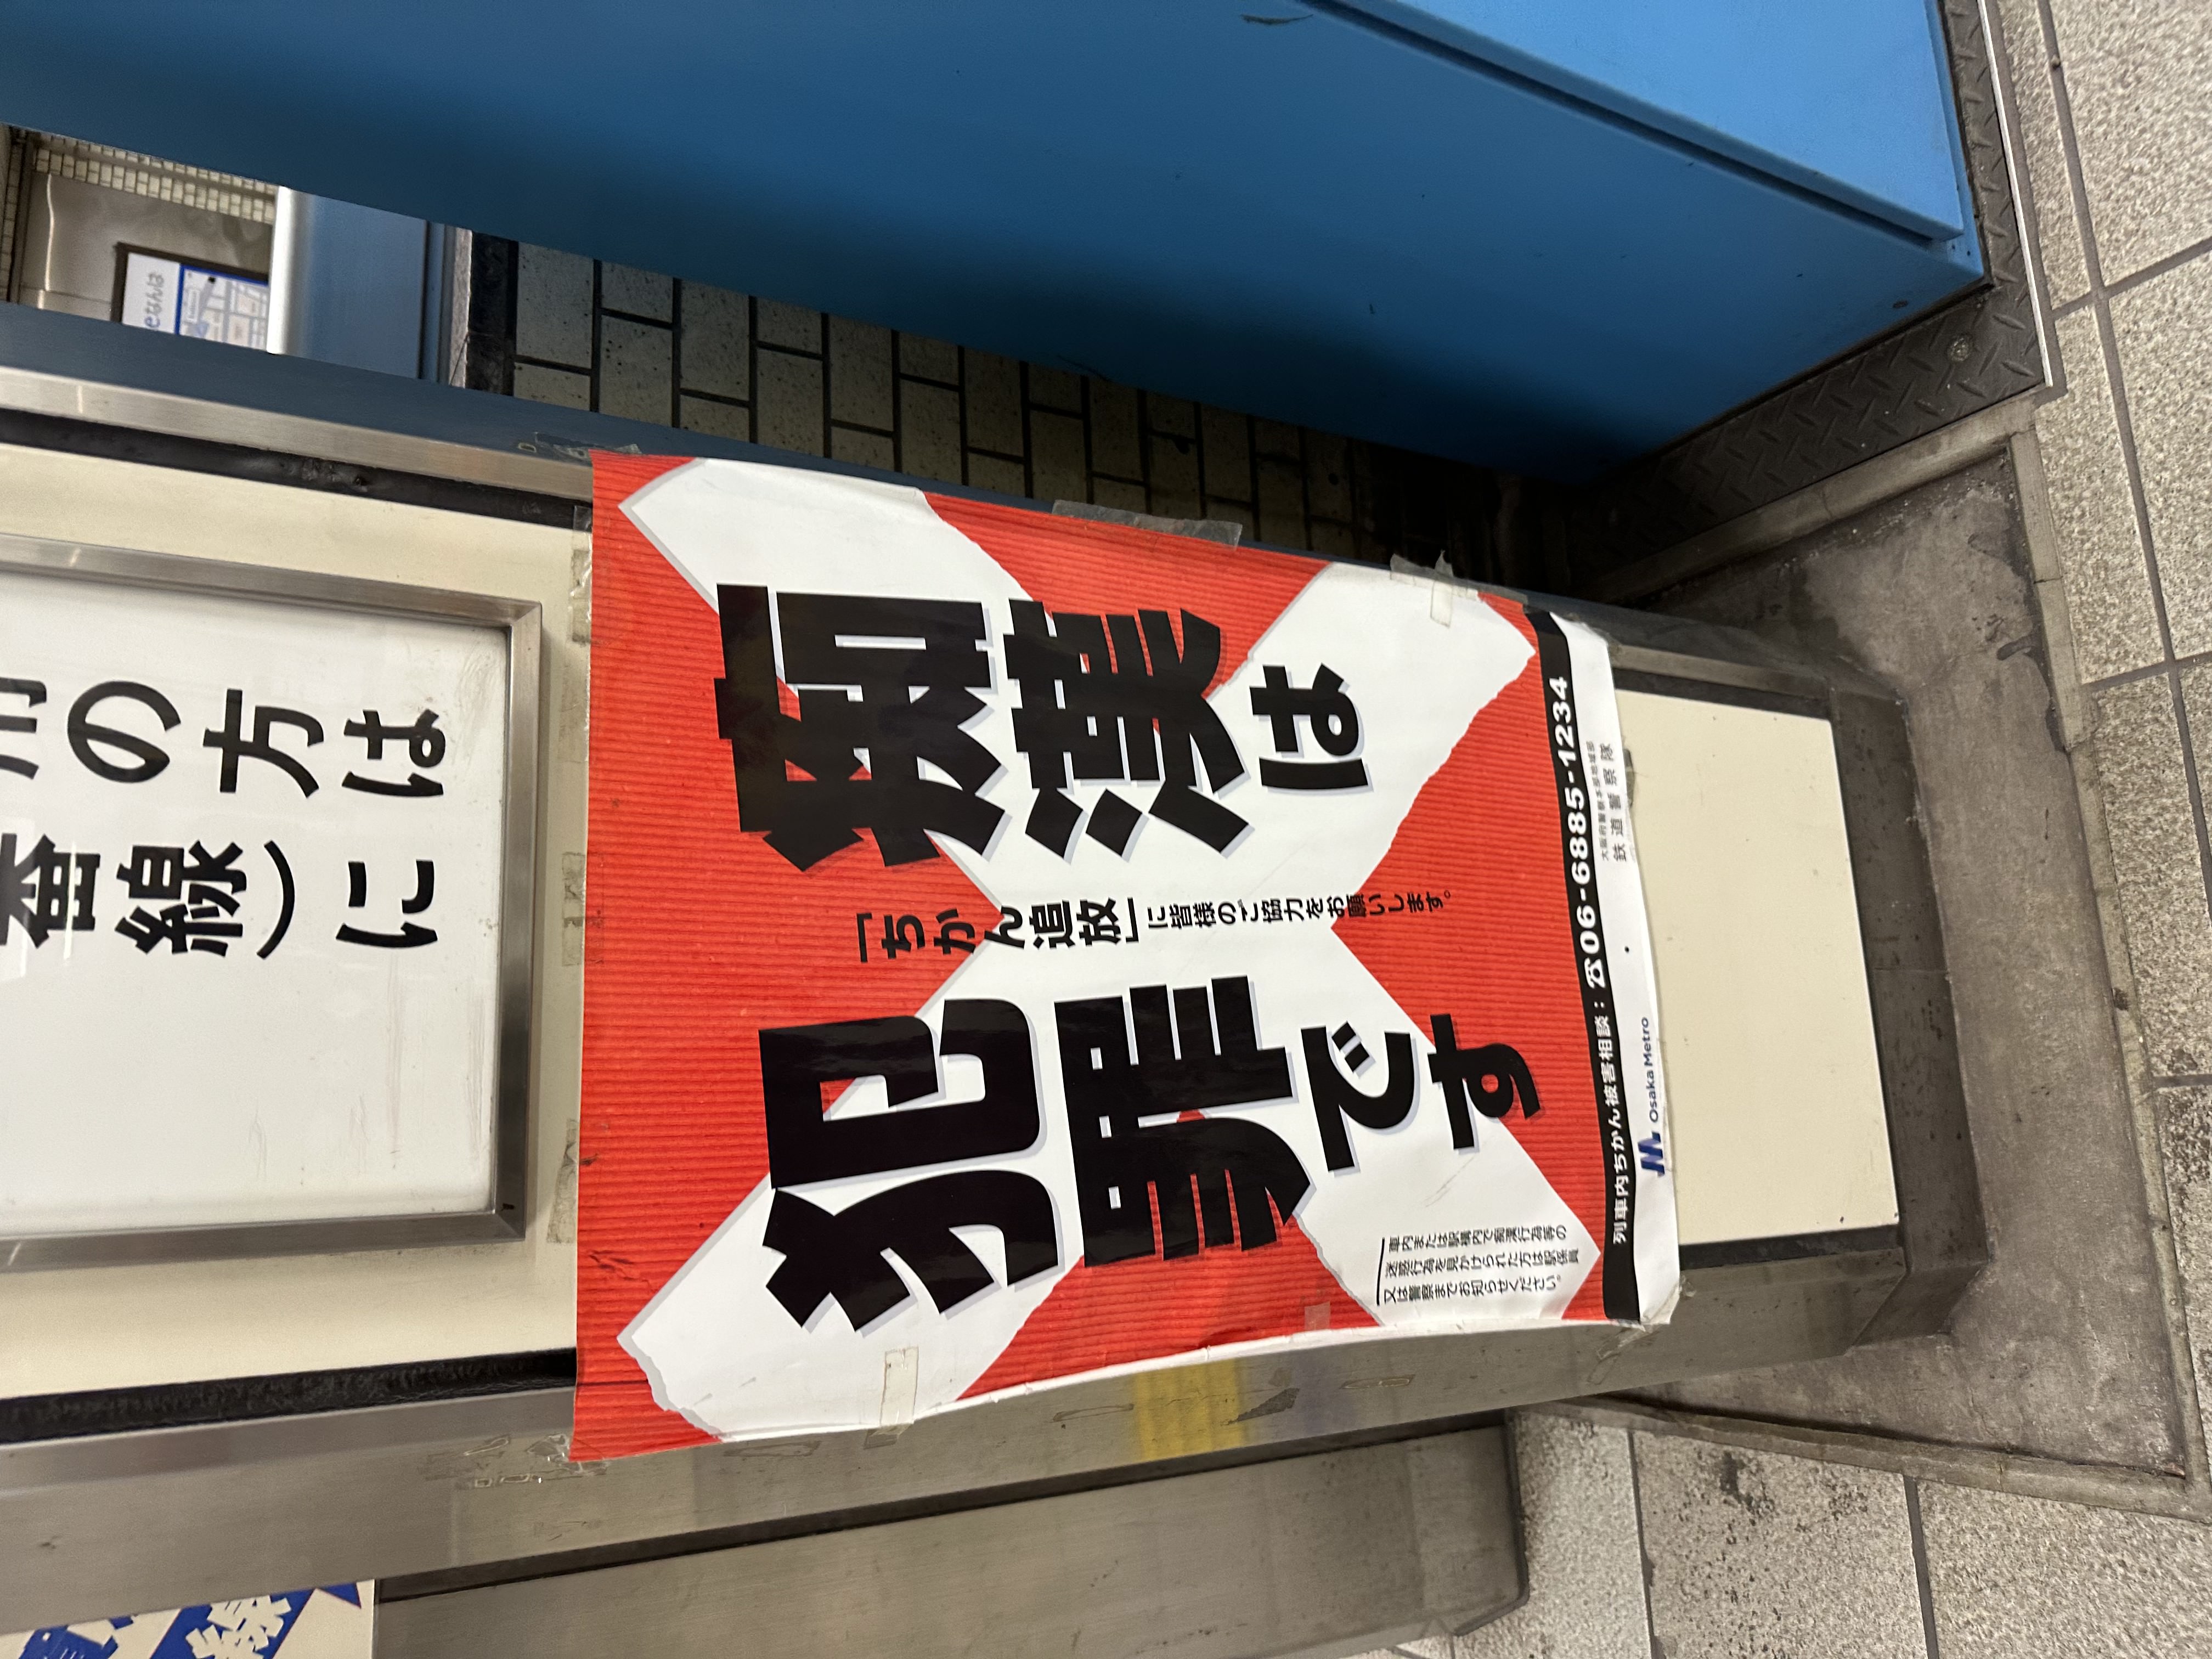 の方は
番線)に
線
eなんば
痴漢は
「ちかん追放」に皆様のご協力をお願いします。
犯罪です
車内または駅構内で痴漢行為等の
迷惑行為を見かけられた方は駅係員
又は警察までお知らせください。
列車内ちかん被害相談:☎06-6885-1234
大阪府警察本部地域部
鉄道警察隊
Osaka Metro